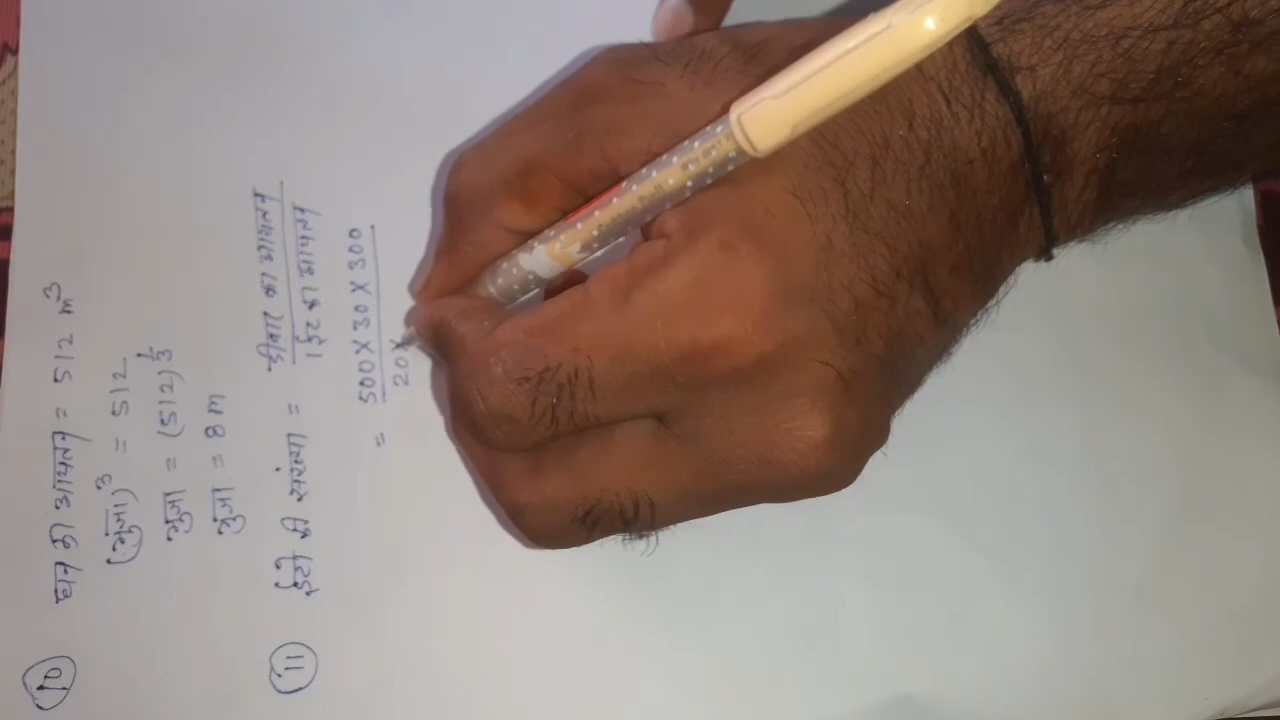 (10) घन का आयतन = 512 m³
(भुजा)³ = 512
भुजा = (512)^1/3
भुजा = 8 m
(11) ईंटो की संख्या = दीवार का आयतन
1 ईंट का आयतन
= 500 X 30 X 300
20 X